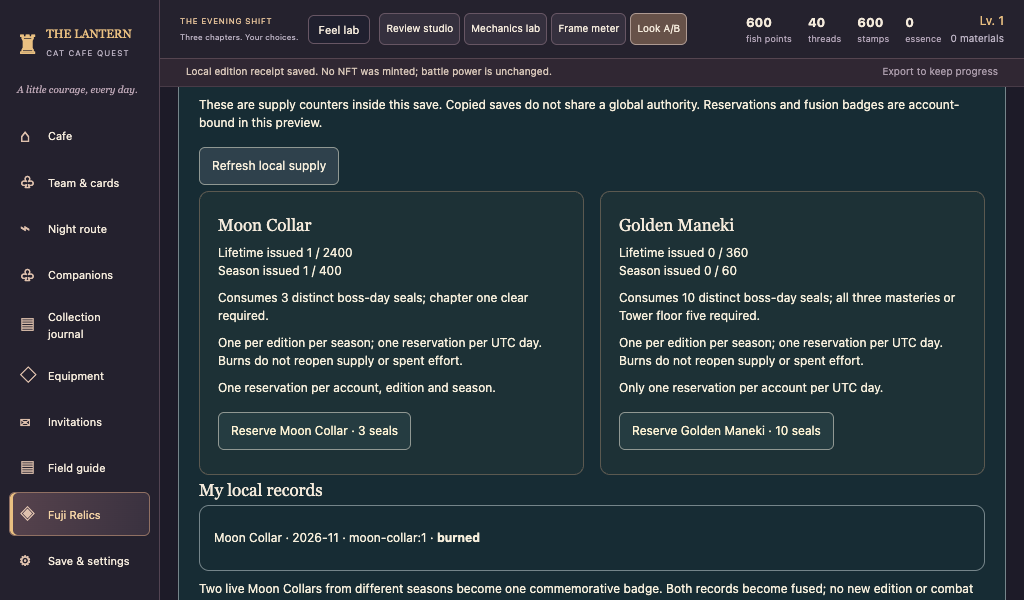 THE LANTERN
CAT CAFE QUEST
A little courage, every day.
Cafe
Team & cards
Night route
Companions
Collection
journal
Equipment
Invitations
Field guide
Fuji Relics
Save & settings
THE EVENING SHIFT
Three chapters. Your choices.
Feel lab
Review studio
Mechanics lab
Frame meter
Look A/B
600
fish points
40
threads
600
stamps
0
essence
Lv. 1
0 materials
Local edition receipt saved. No NFT was minted; battle power is unchanged.
Export to keep progress
These are supply counters inside this save. Copied saves do not share a global authority. Reservations and fusion badges are account-
bound in this preview.
Refresh local supply
Moon Collar
Lifetime issued 1 / 2400
Season issued 1 / 400
Consumes 3 distinct boss-day seals; chapter one clear
required.
One per edition per season; one reservation per UTC day.
Burns do not reopen supply or spent effort.
One reservation per account, edition and season.
Reserve Moon Collar · 3 seals
Golden Maneki
Lifetime issued 0 / 360
Season issued 0 / 60
Consumes 10 distinct boss-day seals; all three masteries or
Tower floor five required.
One per edition per season; one reservation per UTC day.
Burns do not reopen supply or spent effort.
Only one reservation per account per UTC day.
Reserve Golden Maneki · 10 seals
My local records
Moon Collar · 2026-11 · moon-collar:1 · burned
Two live Moon Collars from different seasons become one commemorative badge. Both records become fused; no new edition or combat